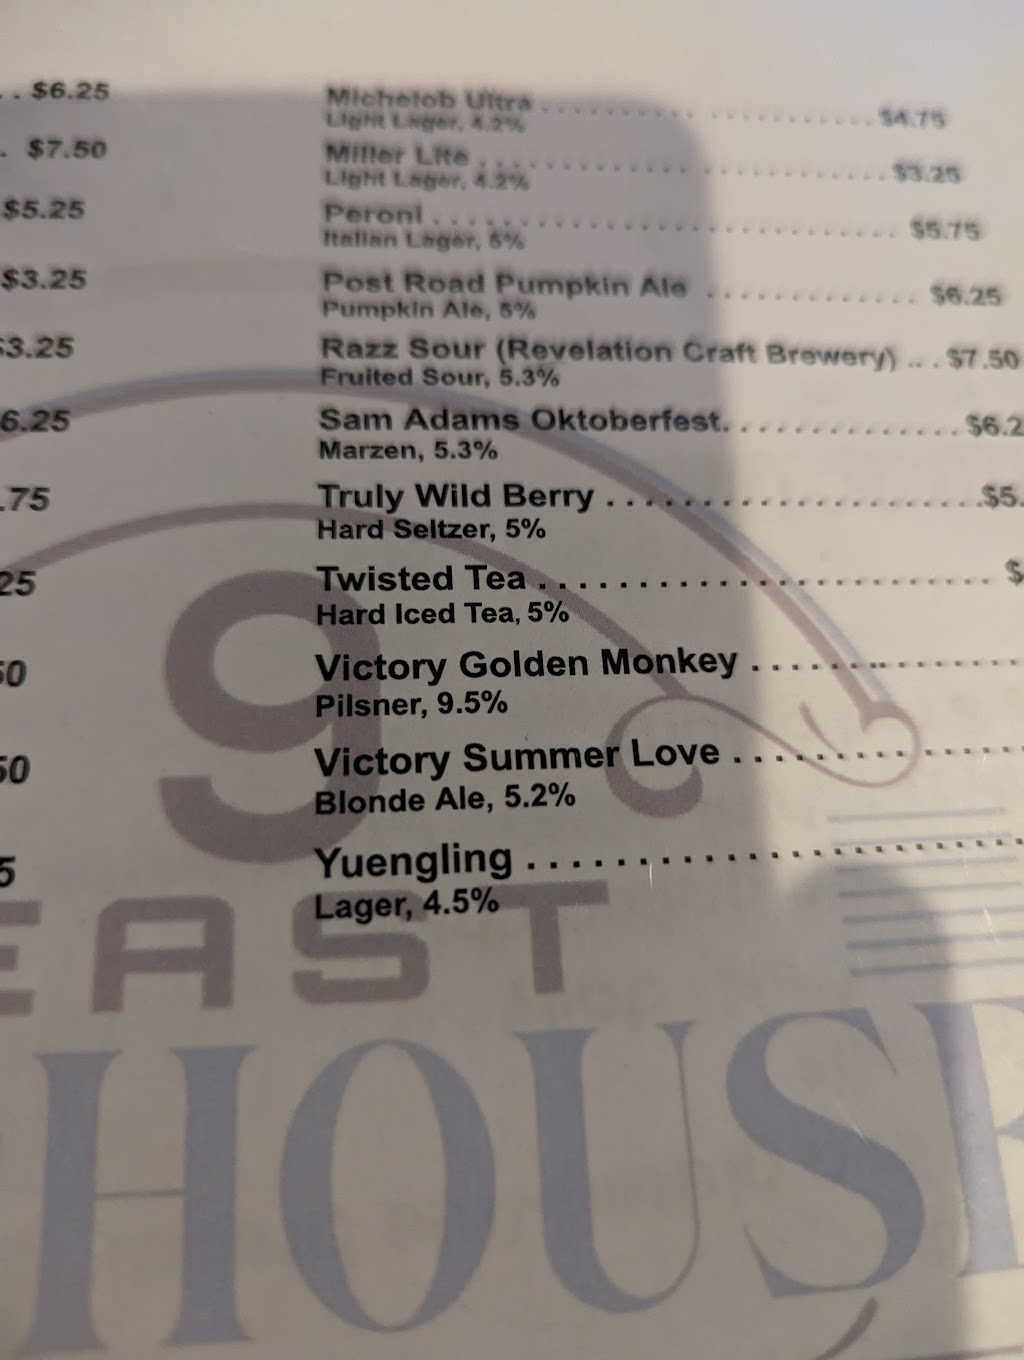 . . $6.25
. $7.50
$5.25
$3.25
$3.25
6.25
.75
25
50
50
5
Michelob Ultra . . . . . . . . . . . . . . . . . . . . . . . $4.75
Light Lager, 4.2%
Miller Lite . . . . . . . . . . . . . . . . . . . . . . . . . . $3.25
Light Lager, 4.2%
Peroni . . . . . . . . . . . . . . . . . . . . . . . . . . . $5.75
Italian Lager, 5%
Post Road Pumpkin Ale . . . . . . . . . . . . . $6.25
Pumpkin Ale, 5%
Razz Sour (Revelation Craft Brewery) .. . $7.50
Fruited Sour, 5.3%
Sam Adams Oktoberfest. . . . . . . . . . . . . . $6.2
Marzen, 5.3%
Truly Wild Berry . . . . . . . . . . . . . . . . . . . .$5.
Hard Seltzer, 5%
Twisted Tea . . . . . . . . . . . . . . . . . . . . . . . $
Hard Iced Tea, 5%
Victory Golden Monkey . . . . . . . . . . . . . .
Pilsner, 9.5%
Victory Summer Love . . . . . . . . . . . . . . .
Blonde Ale, 5.2%
Yuengling . . . . . . . . . . . . . . . . . . . . . . .
Lager, 4.5%
9
EAST
HOUSE